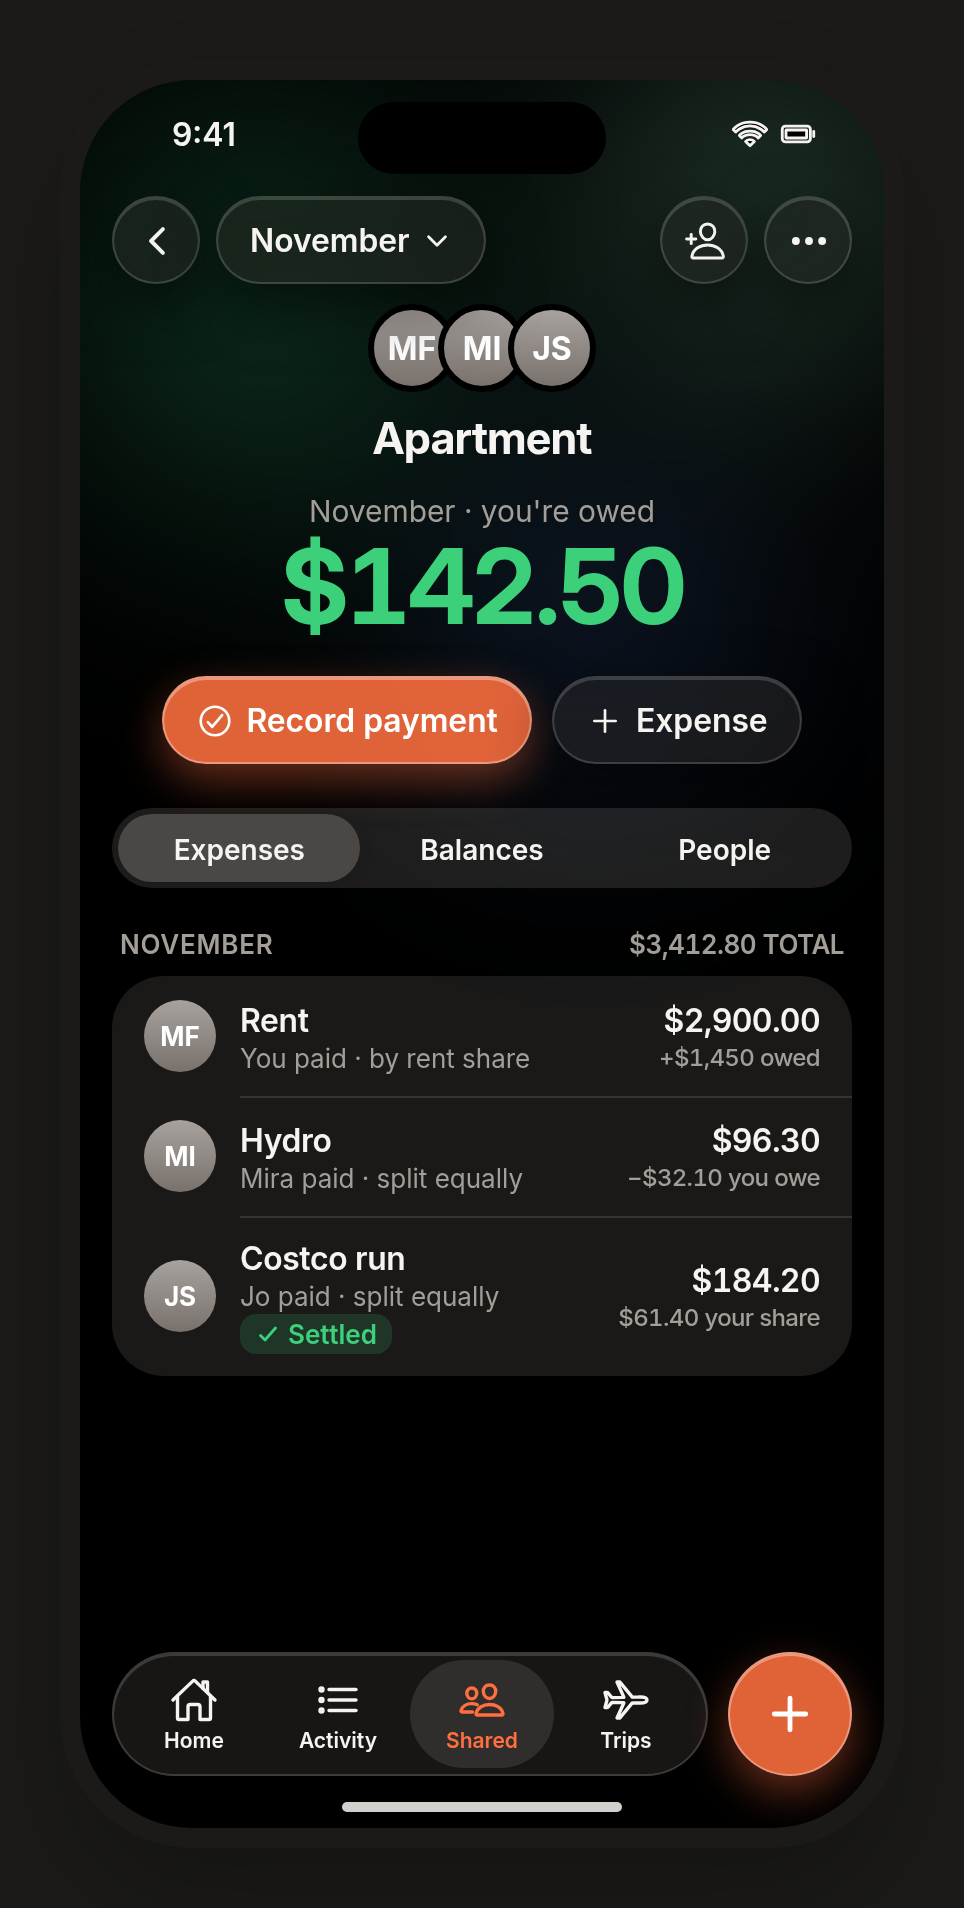 9:41
November
MF MI JS
Apartment
November · you're owed
$142.50
Record payment
Expense
Expenses Balances People
NOVEMBER $3,412.80 TOTAL
MF Rent $2,900.00
You paid · by rent share +$1,450 owed
MI Hydro $96.30
Mira paid · split equally −$32.10 you owe
JS Costco run $184.20
Jo paid · split equally $61.40 your share
Settled
Home Activity Shared Trips